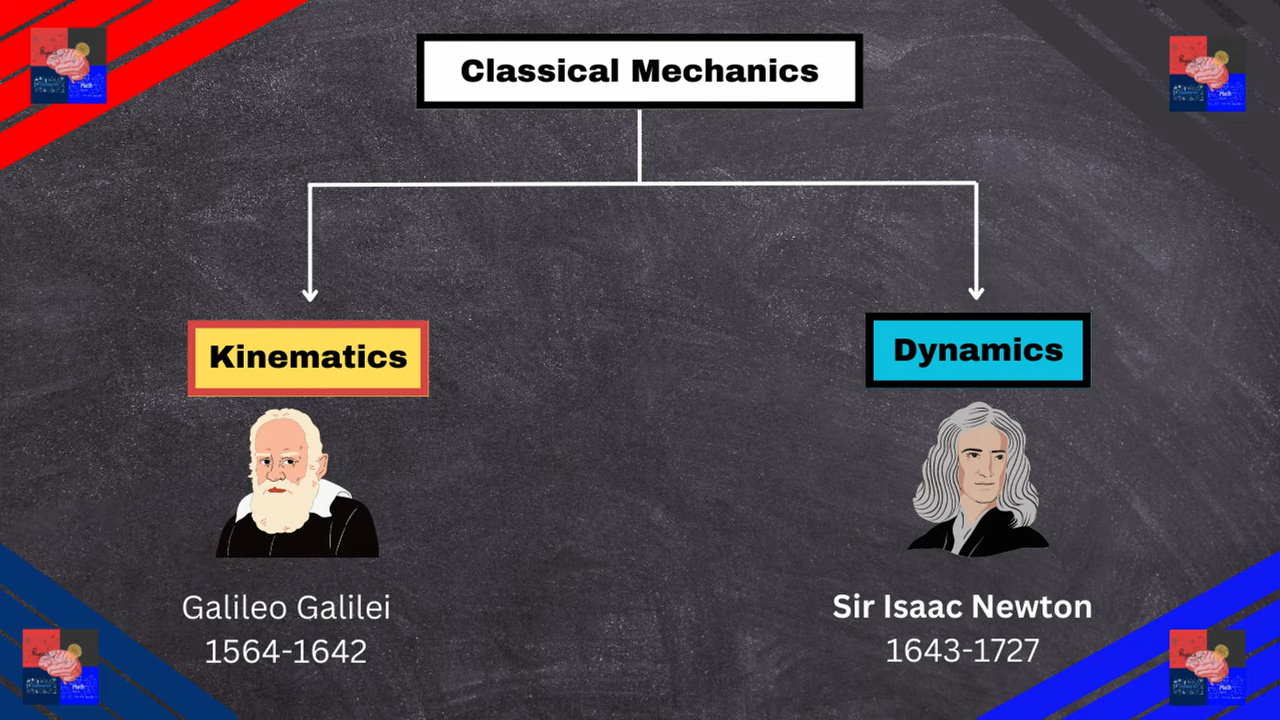 Classical Mechanics
Kinematics
Dynamics
Galileo Galilei
1564-1642
Sir Isaac Newton
1643-1727